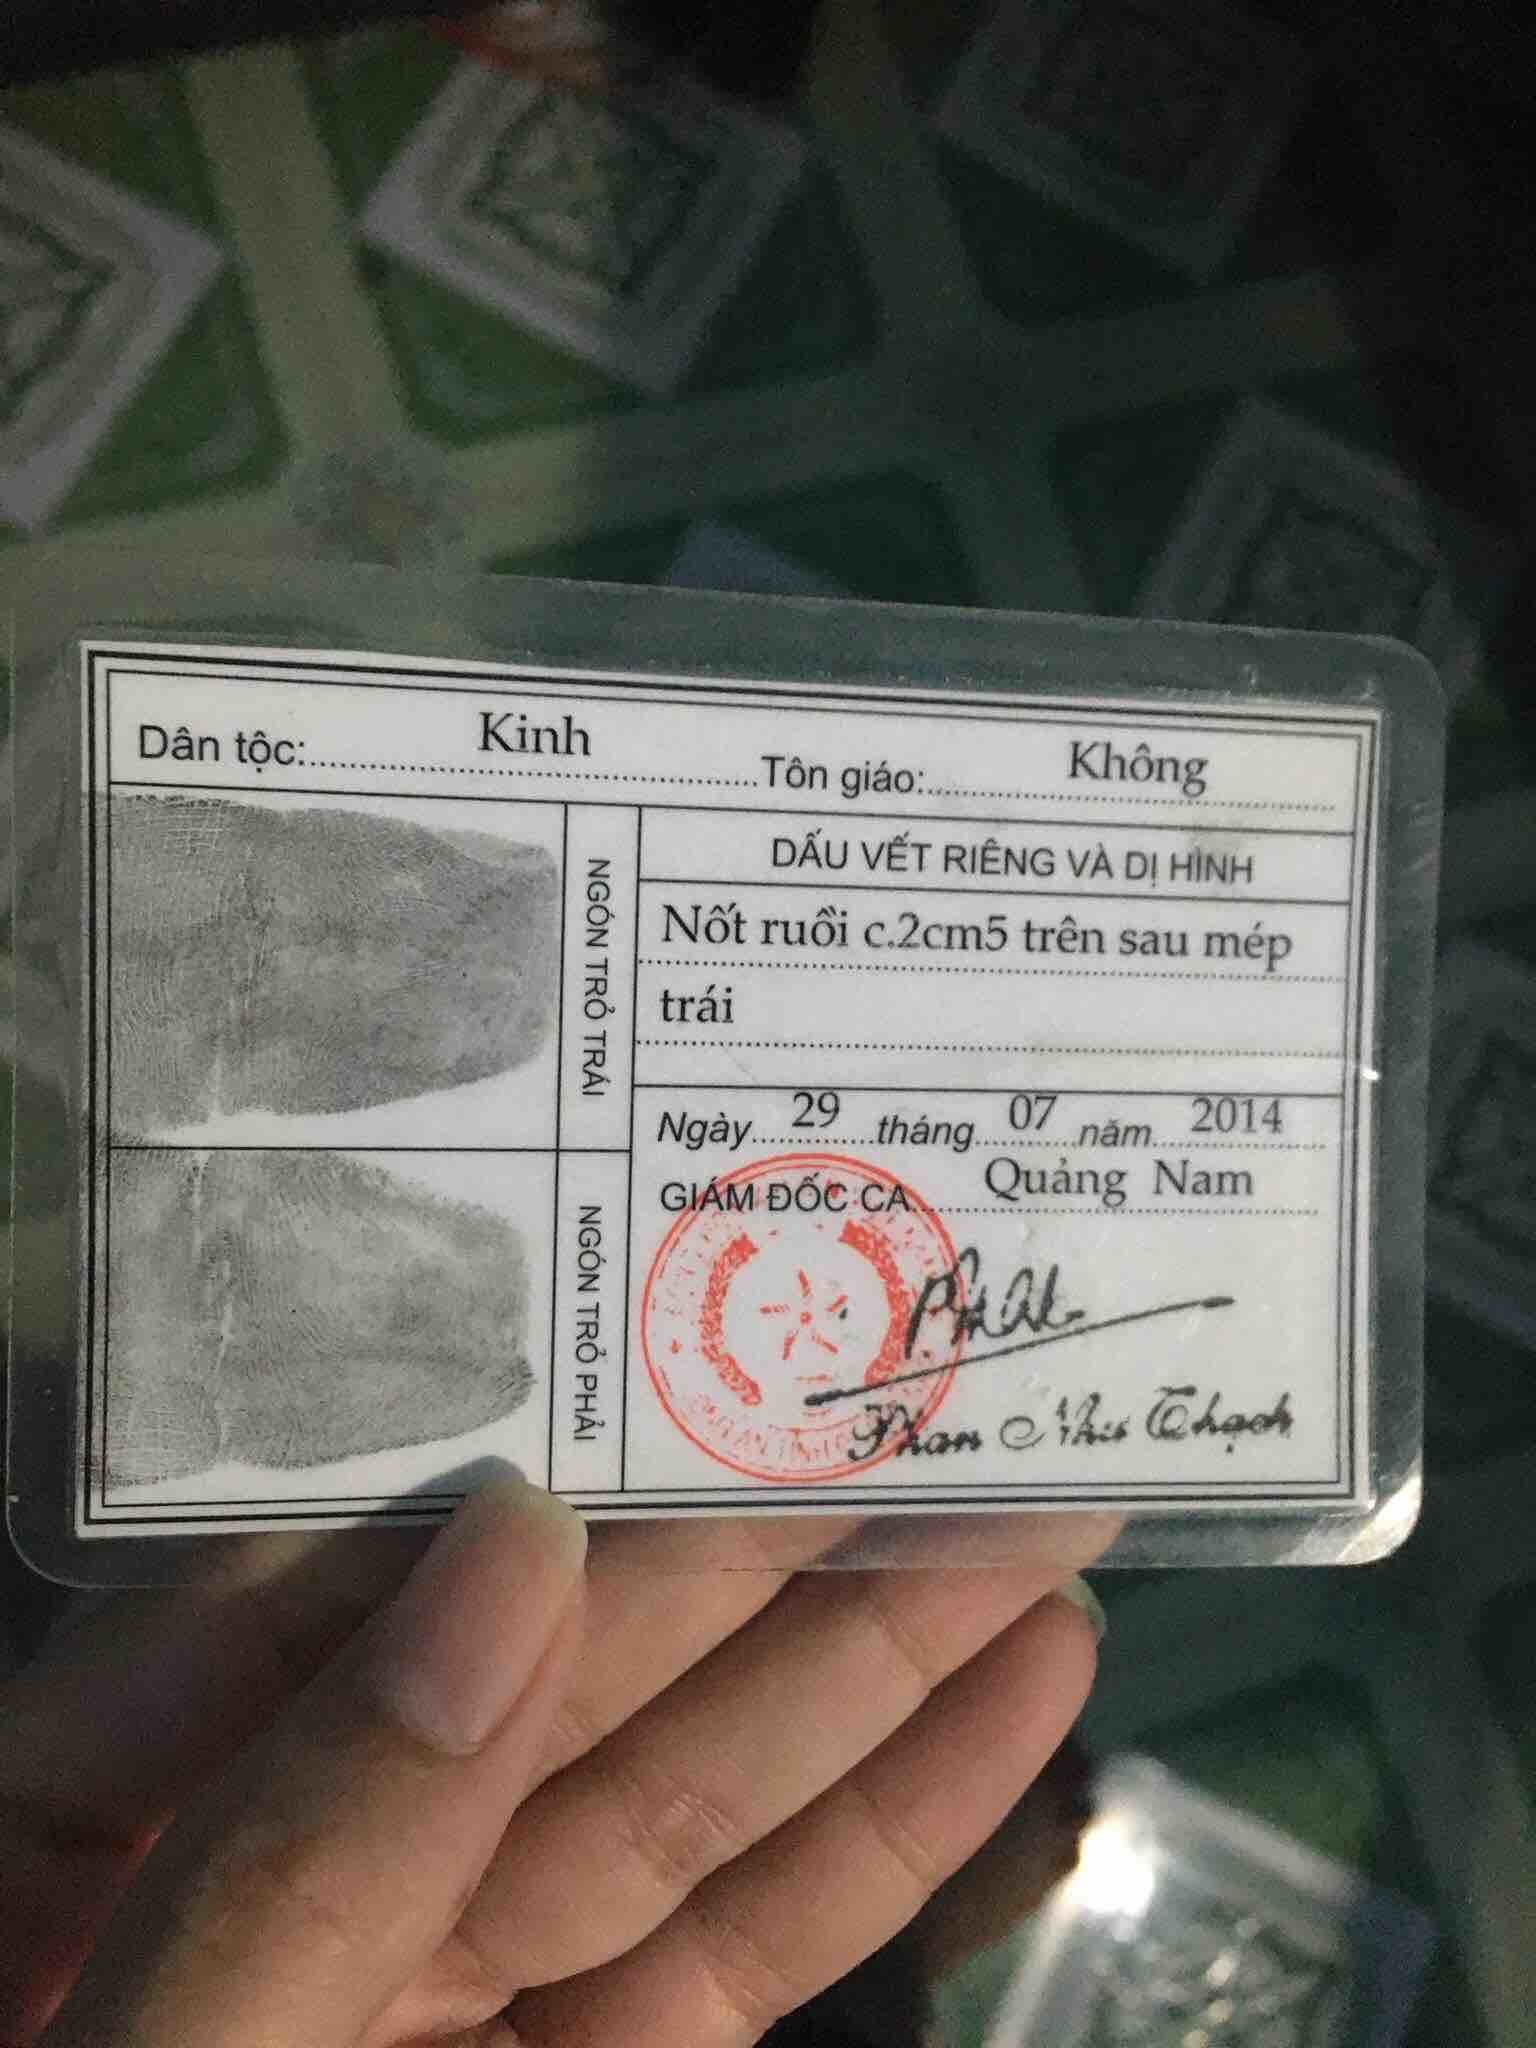 Dân tộc: Kinh Tôn giáo: Không
NGÓN TRỎ TRÁI
DẤU VẾT RIÊNG VÀ DỊ HÌNH
Nốt ruồi c.2cm5 trên sau mép
trái
Ngày 29 tháng 07 năm 2014
GIÁM ĐỐC CA Quảng Nam
NGÓN TRỎ PHẢI
Phan Như Thạch